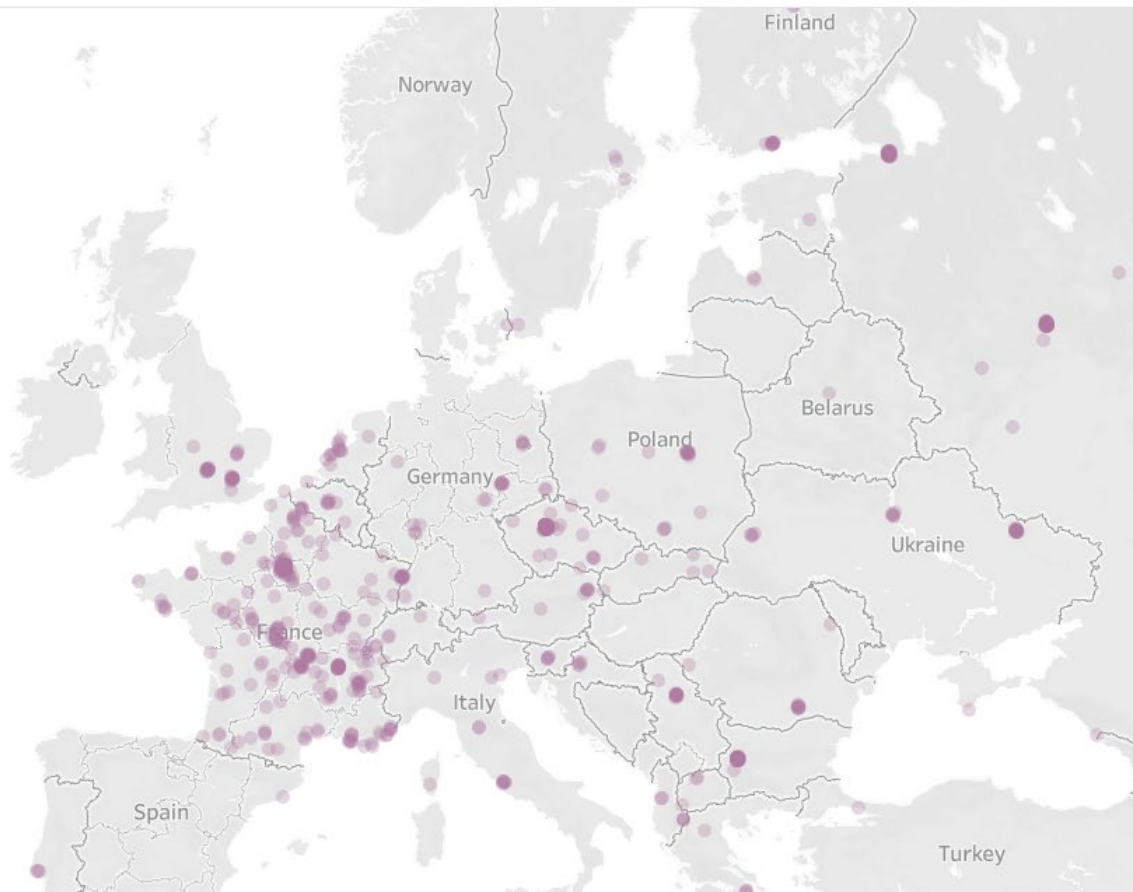 Finland
Norway
Belarus
Poland
Germany
Ukraine
France
Italy
Spain
Turkey